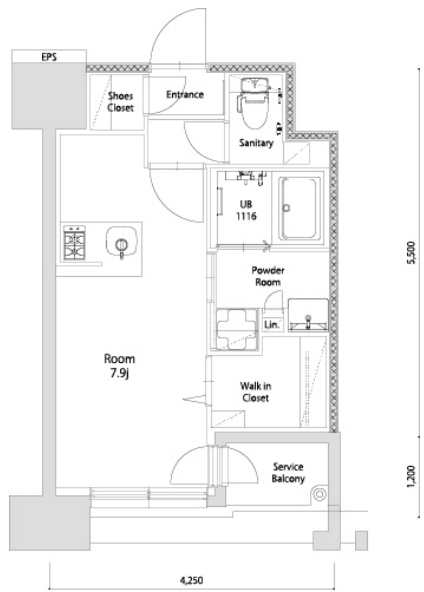 EPS
Shoes
Closet
Entrance
Sanitary
UB
1116
Powder
Room
Lin.
Room
7.9j
Walk in
Closet
Service
Balcony
5,500
1,200
4,250